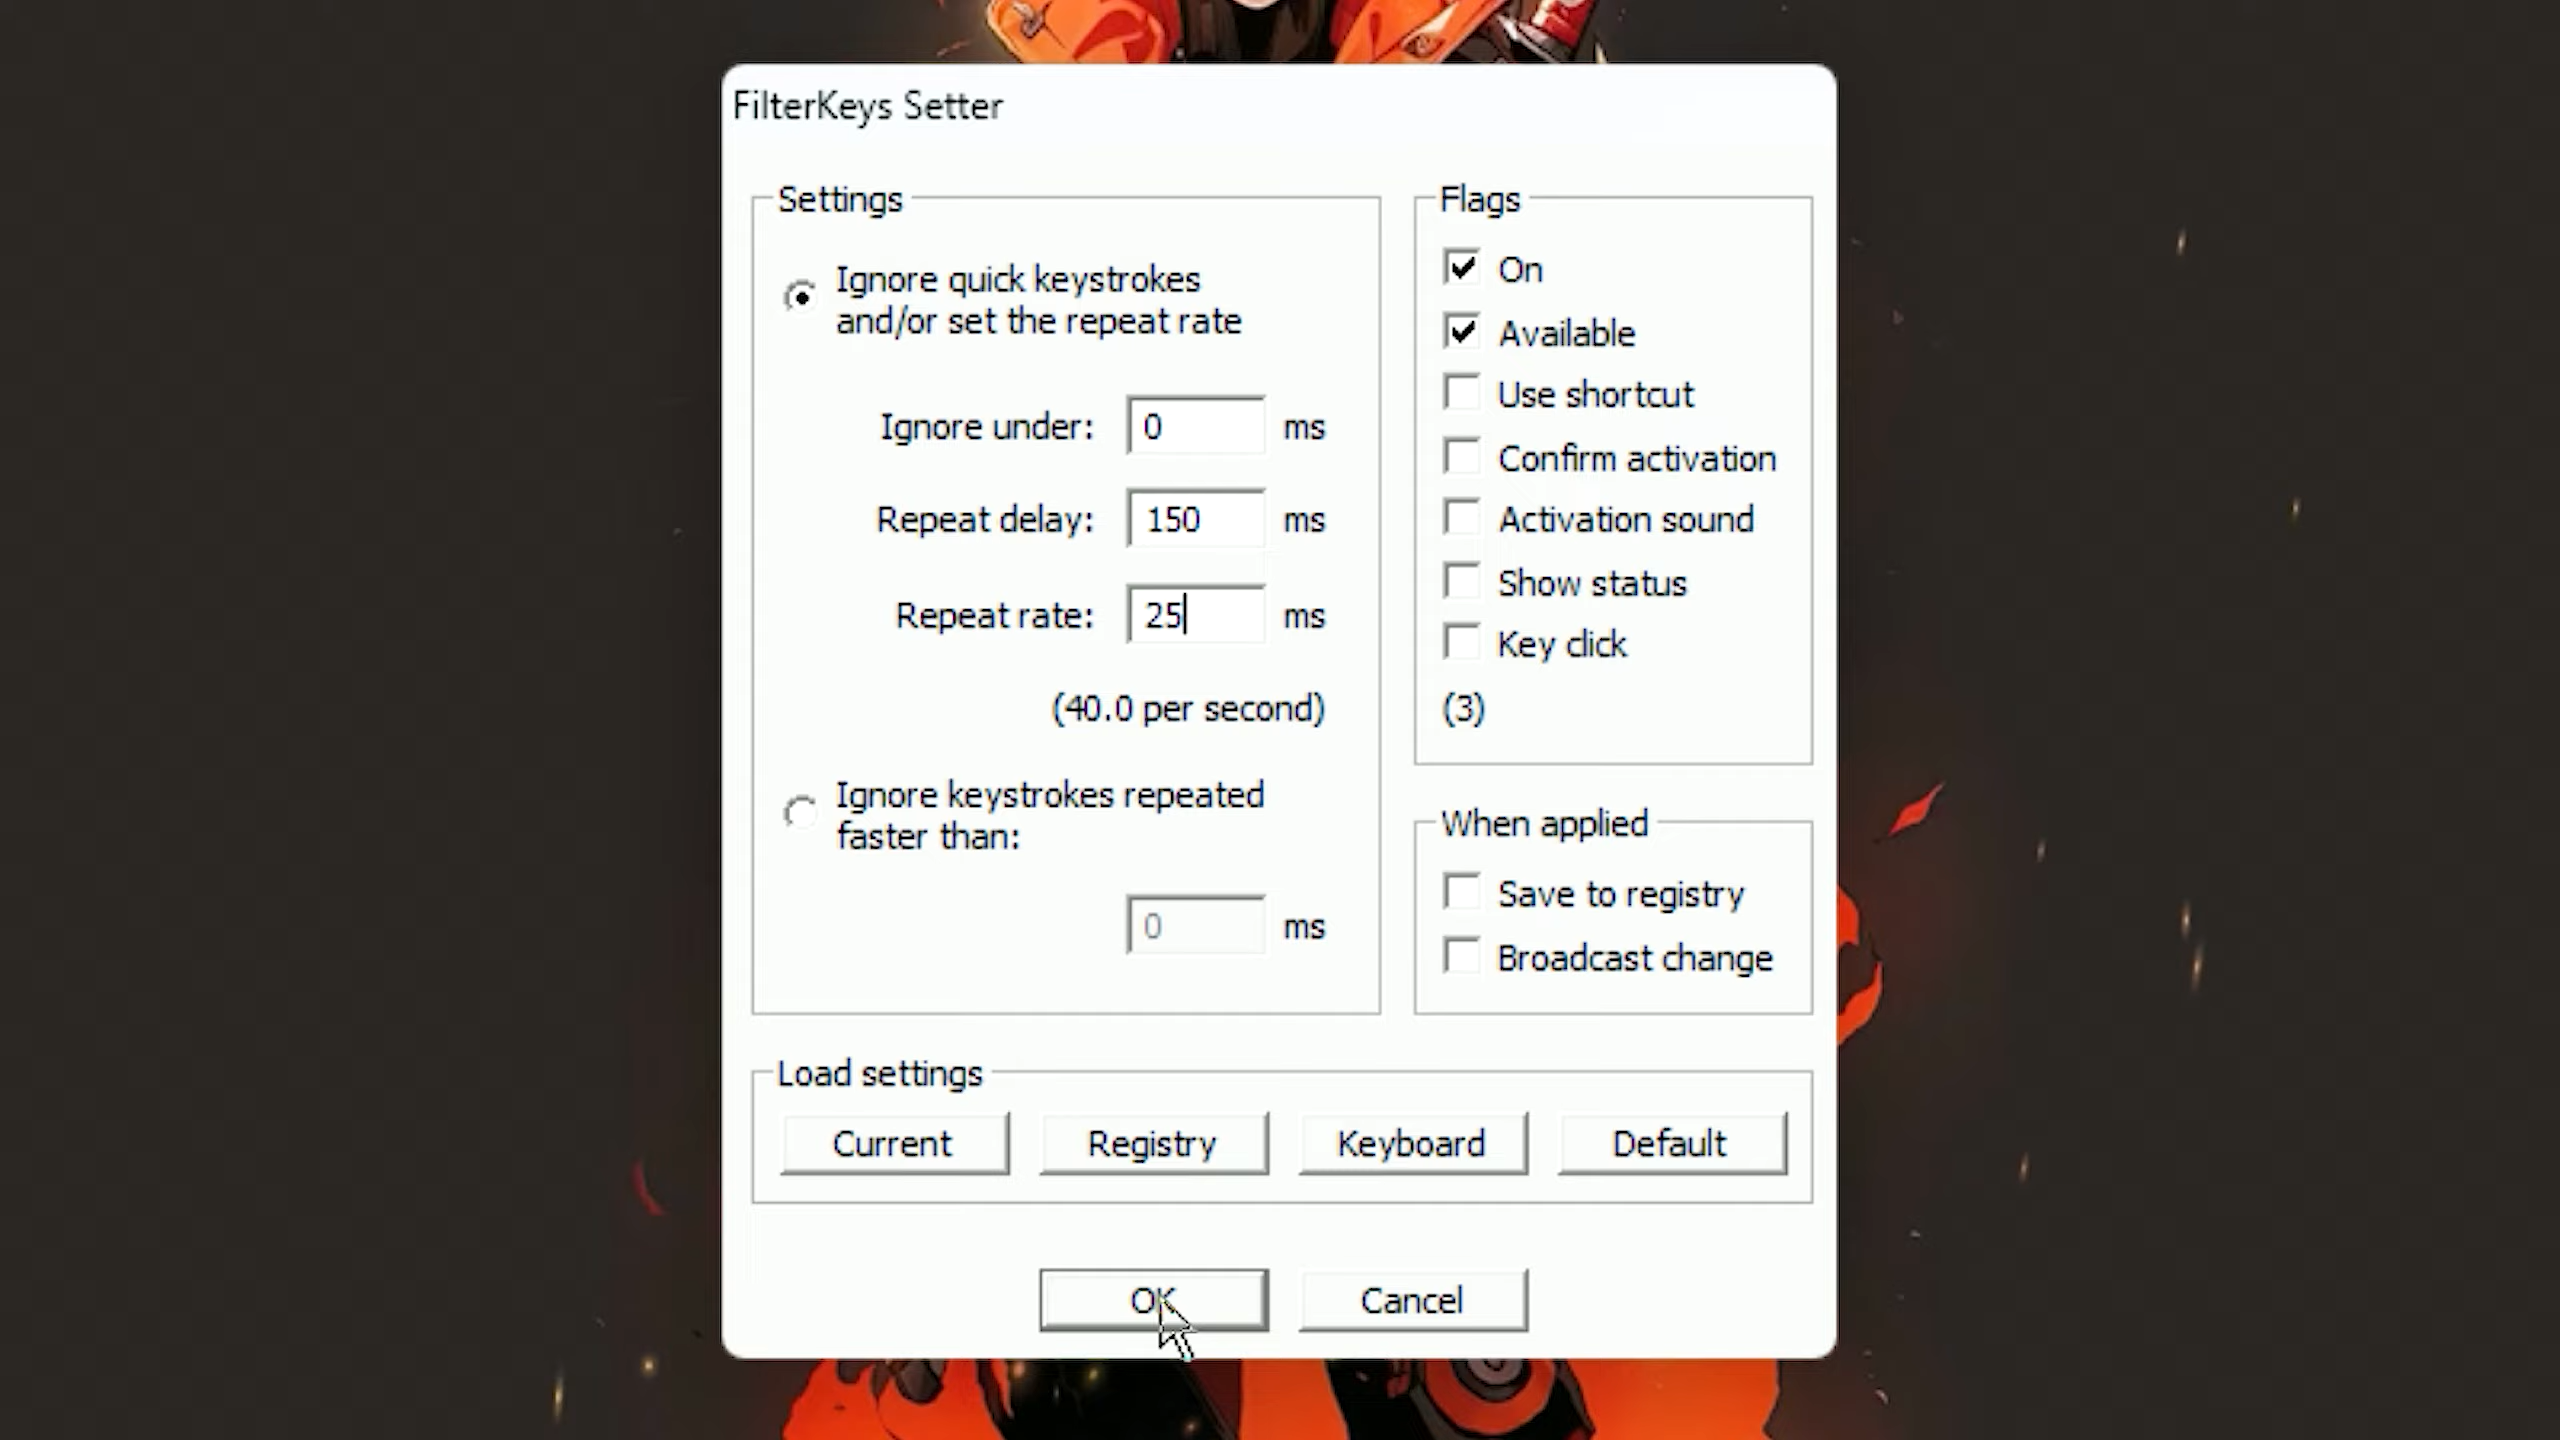 FilterKeys Setter
Settings
Ignore quick keystrokes
and/or set the repeat rate
Ignore under: 0 ms
Repeat delay: 150 ms
Repeat rate: 25 ms
(40.0 per second)
Ignore keystrokes repeated
faster than:
0 ms
Flags
On
Available
Use shortcut
Confirm activation
Activation sound
Show status
Key click
(3)
When applied
Save to registry
Broadcast change
Load settings
Current Registry Keyboard Default
OK Cancel